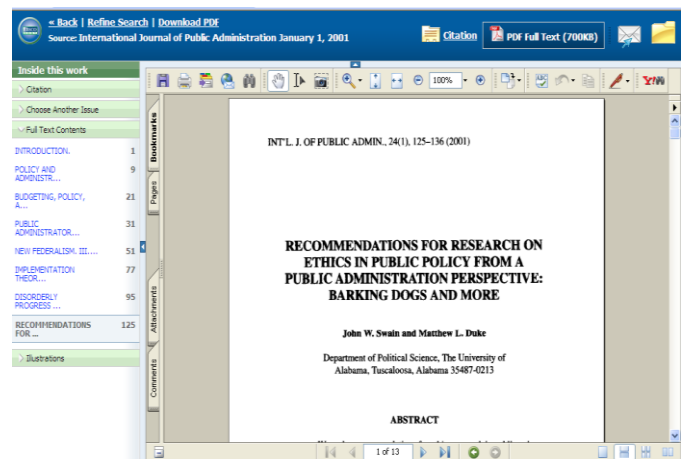 « Back | Refine Search | Download PDF
Source: International Journal of Public Administration January 1, 2001
Citation
PDF Full Text (700KB)
Inside this work
Citation
Choose Another Issue
Full Text Contents
INTRODUCTION. 1
POLICY AND 9
ADMINISTR...
BUDGETING, POLICY, 21
A...
PUBLIC 31
ADMINISTRATOR...
NEW FEDERALISM. III.... 51
IMPLEMENTATION 77
THEOR...
DISORDERLY 95
PROGRESS ...
RECOMMENDATIONS 125
FOR ...
Illustrations
100%
Y!
Bookmarks
Pages
Attachments
Comments
INT'L. J. OF PUBLIC ADMIN., 24(1), 125–136 (2001)
RECOMMENDATIONS FOR RESEARCH ON
ETHICS IN PUBLIC POLICY FROM A
PUBLIC ADMINISTRATION PERSPECTIVE:
BARKING DOGS AND MORE
John W. Swain and Matthew L. Duke
Department of Political Science, The University of
Alabama, Tuscaloosa, Alabama 35487-0213
ABSTRACT
1 of 13